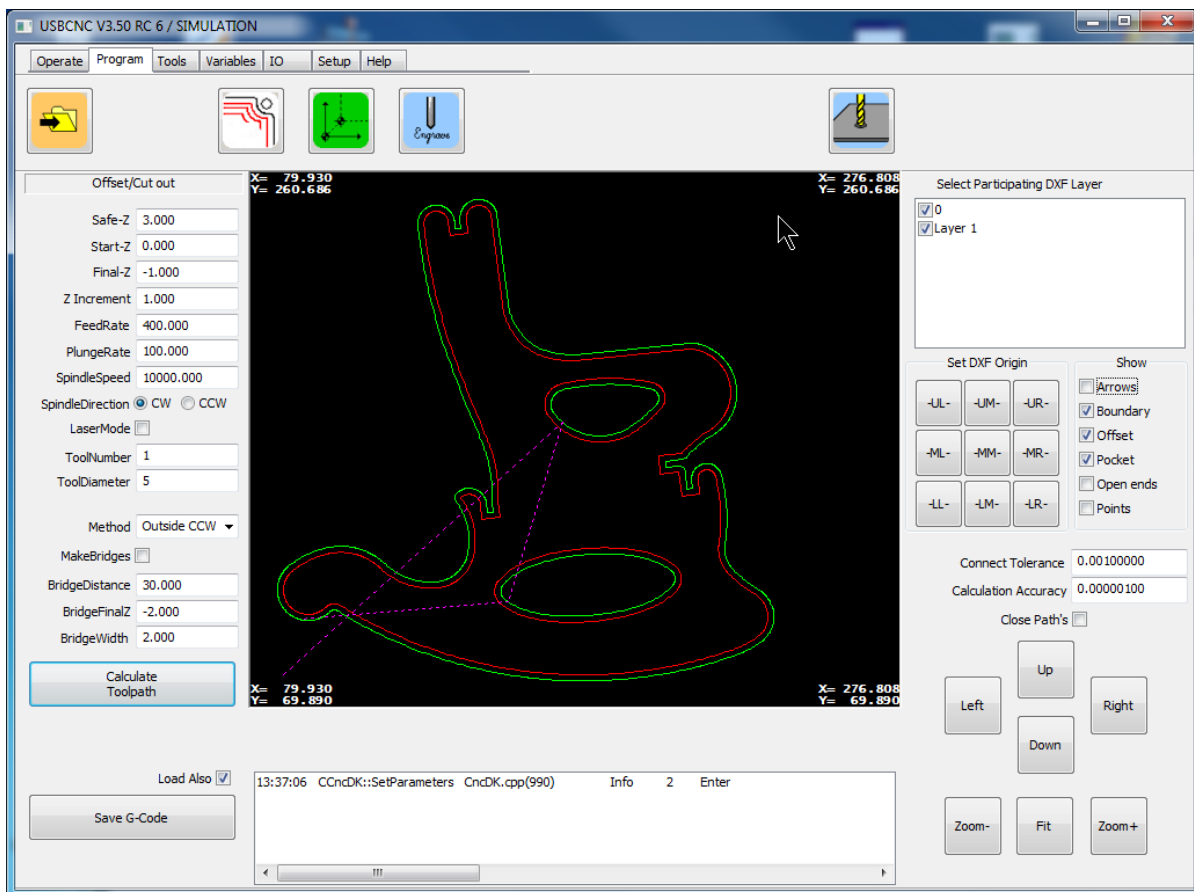 USBCNC V3.50 RC 6 / SIMULATION
Operate Program Tools Variables IO Setup Help
Engrave
Offset/Cut out
Safe-Z 3.000
Start-Z 0.000
Final-Z -1.000
Z Increment 1.000
FeedRate 400.000
PlungeRate 100.000
SpindleSpeed 10000.000
SpindleDirection CW CCW
LaserMode
ToolNumber 1
ToolDiameter 5
Method Outside CCW
MakeBridges
BridgeDistance 30.000
BridgeFinalZ -2.000
BridgeWidth 2.000
Calculate
Toolpath
Load Also
Save G-Code
X= 79.930
Y= 260.686
X= 276.808
Y= 260.686
X= 79.930
Y= 69.890
X= 276.808
Y= 69.890
13:37:06 CCncDK::SetParameters CncDK.cpp(990) Info 2 Enter
Select Participating DXF Layer
0
Layer 1
Set DXF Origin
-UL- -UM- -UR-
-ML- -MM- -MR-
-LL- -LM- -LR-
Show
Arrows
Boundary
Offset
Pocket
Open ends
Points
Connect Tolerance 0.00100000
Calculation Accuracy 0.00000100
Close Path's
Up
Left
Right
Down
Zoom- Fit Zoom+